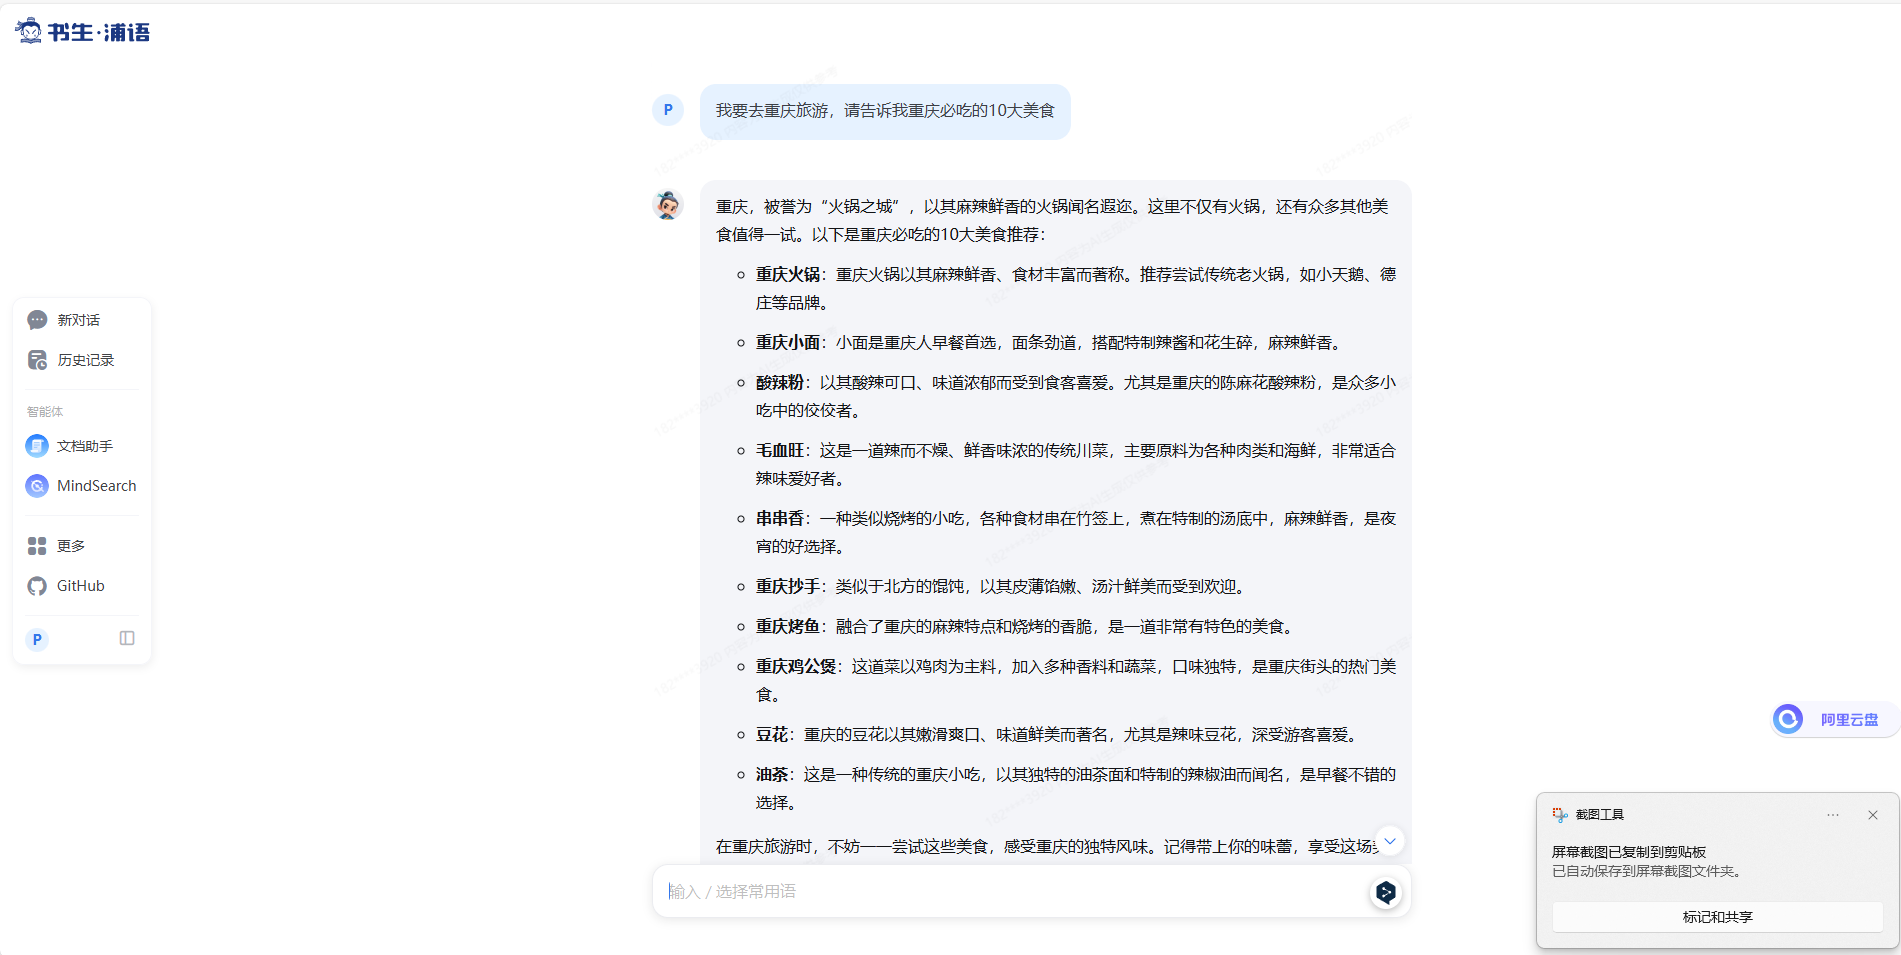 书生·浦语
P
我要去重庆旅游，请告诉我重庆必吃的10大美食
重庆，被誉为“火锅之城”，以其麻辣鲜香的火锅闻名遐迩。这里不仅有火锅，还有众多其他美
食值得一试。以下是重庆必吃的10大美食推荐：
重庆火锅：重庆火锅以其麻辣鲜香、食材丰富而著称。推荐尝试传统老火锅，如小天鹅、德
庄等品牌。
重庆小面：小面是重庆人早餐首选，面条劲道，搭配特制辣酱和花生碎，麻辣鲜香。
酸辣粉：以其酸辣可口、味道浓郁而受到食客喜爱。尤其是重庆的陈麻花酸辣粉，是众多小
吃中的佼佼者。
毛血旺：这是一道辣而不燥、鲜香味浓的传统川菜，主要原料为各种肉类和海鲜，非常适合
辣味爱好者。
串串香：一种类似烧烤的小吃，各种食材串在竹签上，煮在特制的汤底中，麻辣鲜香，是夜
宵的好选择。
重庆抄手：类似于北方的馄饨，以其皮薄馅嫩、汤汁鲜美而受到欢迎。
重庆烤鱼：融合了重庆的麻辣特点和烧烤的香脆，是一道非常有特色的美食。
重庆鸡公煲：这道菜以鸡肉为主料，加入多种香料和蔬菜，口味独特，是重庆街头的热门美
食。
豆花：重庆的豆花以其嫩滑爽口、味道鲜美而著名，尤其是辣味豆花，深受游客喜爱。
油茶：这是一种传统的重庆小吃，以其独特的油茶面和特制的辣椒油而闻名，是早餐不错的
选择。
在重庆旅游时，不妨一一尝试这些美食，感受重庆的独特风味。记得带上你的味蕾，享受这场
输入 / 选择常用语
新对话
历史记录
智能体
文档助手
MindSearch
更多
GitHub
P
阿里云盘
截图工具
屏幕截图已复制到剪贴板
已自动保存到屏幕截图文件夹。
标记和共享